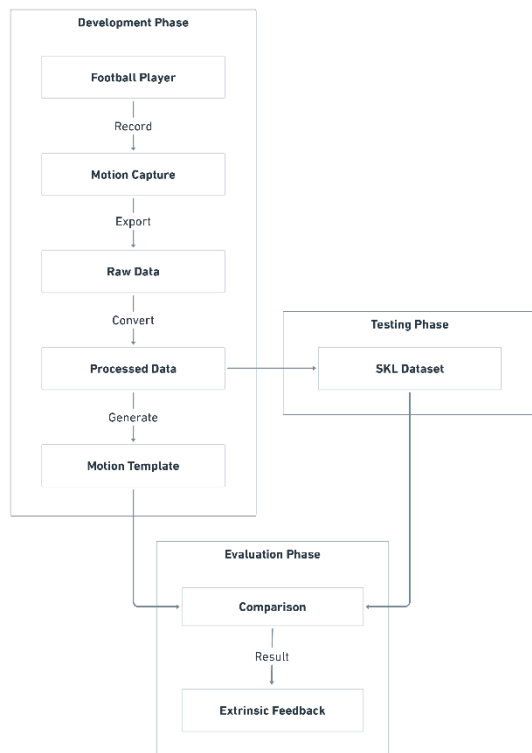 Development Phase
Football Player
Record
Motion Capture
Export
Raw Data
Convert
Processed Data
Generate
Motion Template
Testing Phase
SKL Dataset
Evaluation Phase
Comparison
Result
Extrinsic Feedback